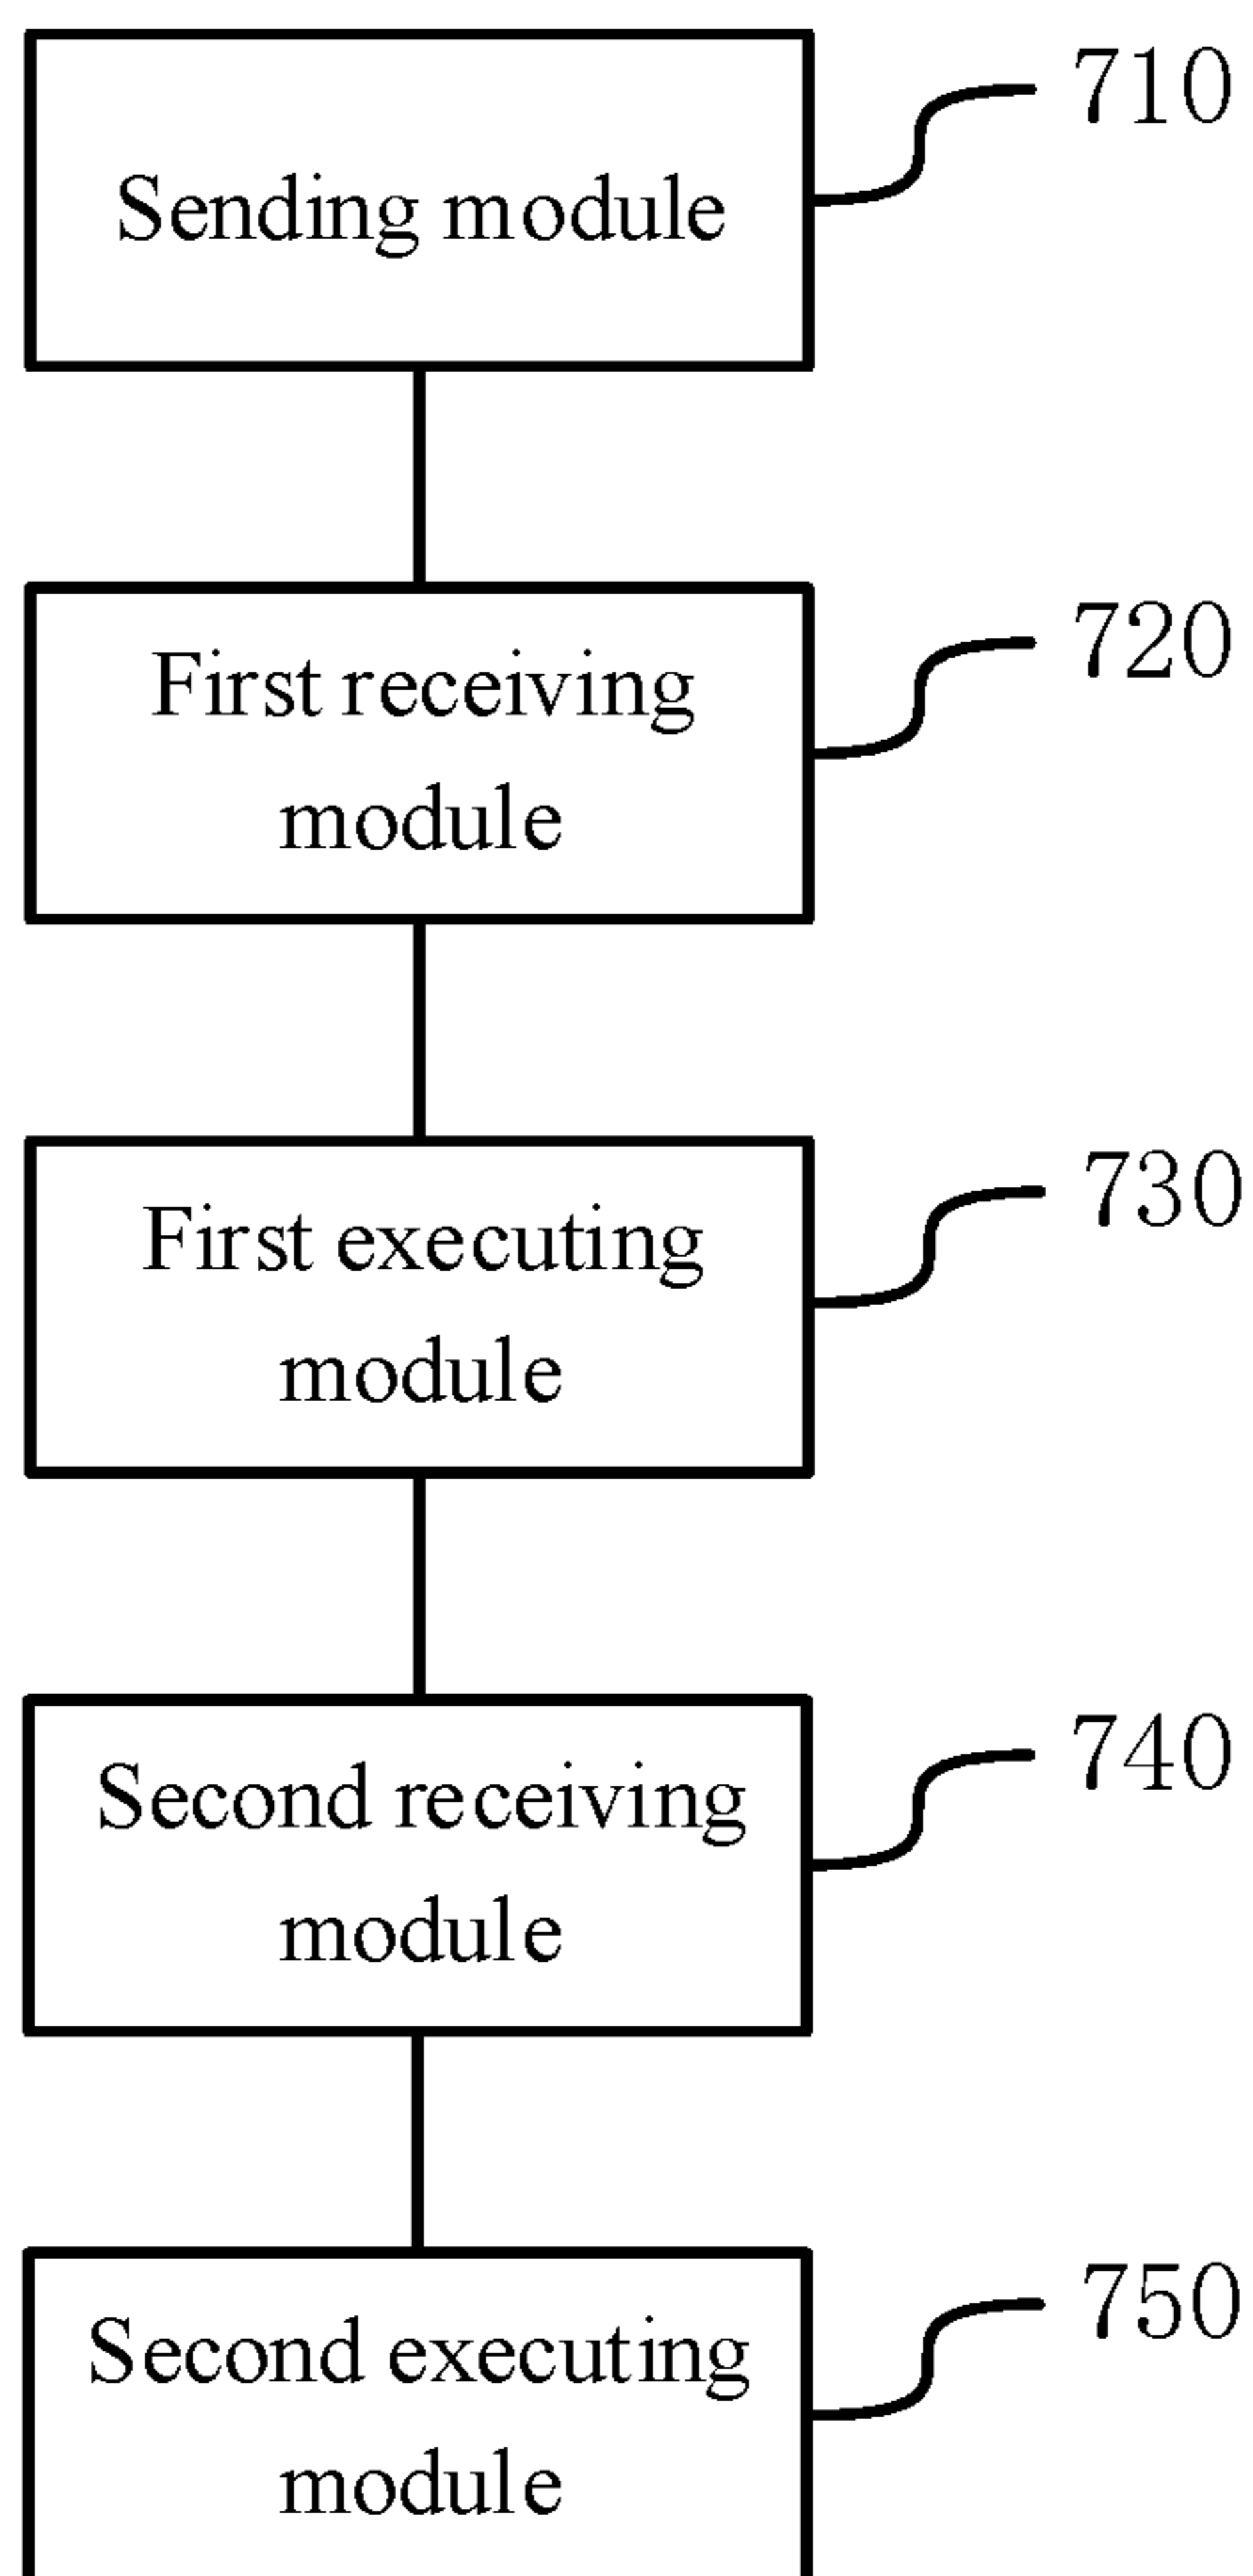 Sending module
710
First receiving
module
720
First executing
module
730
Second receiving
module
740
Second executing
module
750